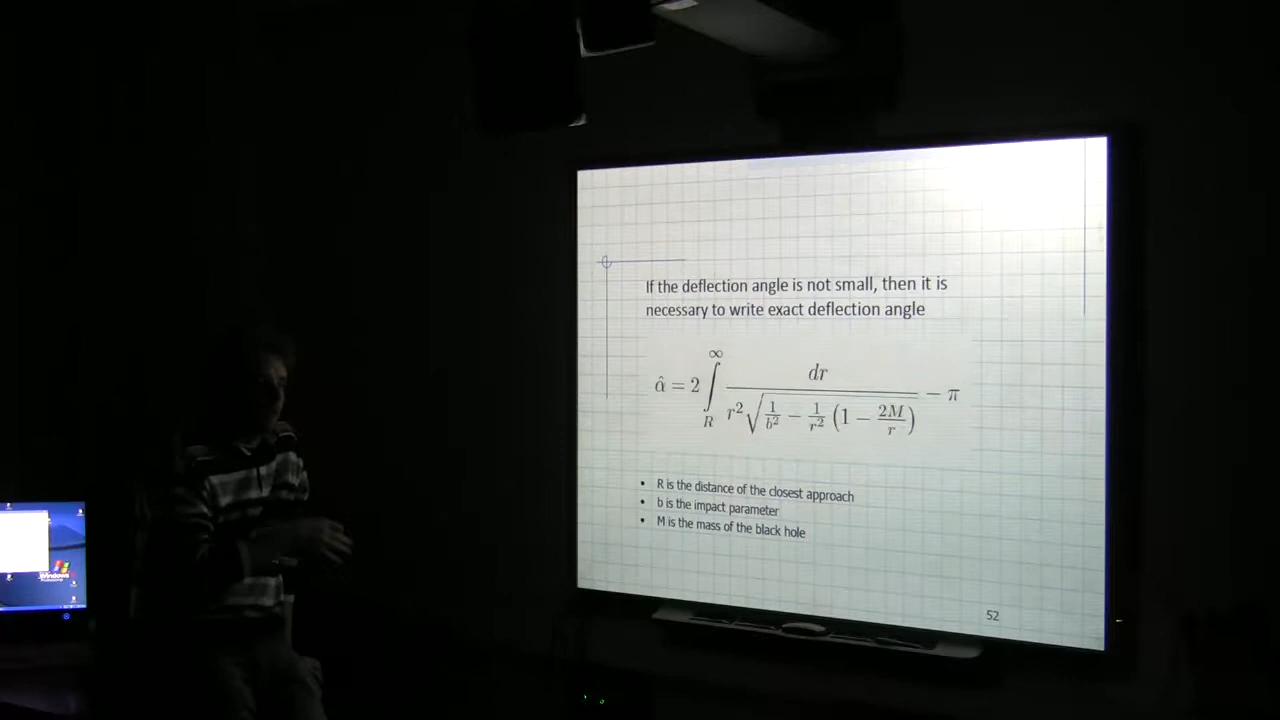 If the deflection angle is not small, then it is
necessary to write exact deflection angle
α̂ = 2 ∫_R^∞ dr / (r² √(1/b² − 1/r² (1 − 2M/r))) − π
• R is the distance of the closest approach
• b is the impact parameter
• M is the mass of the black hole
52
Windows